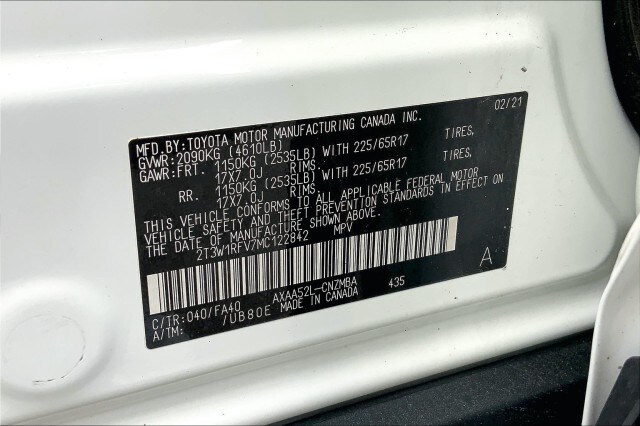 MFD.BY:TOYOTA MOTOR MANUFACTURING CANADA INC. 02/21
GVWR:2090KG (4610LB)
GAWR:FRT. 1150KG (2535LB) WITH 225/65R17 TIRES,
17X7.0J RIMS.
RR. 1150KG (2535LB) WITH 225/65R17 TIRES,
17X7.0J RIMS.
THIS VEHICLE CONFORMS TO ALL APPLICABLE FEDERAL MOTOR
VEHICLE SAFETY AND THEFT PREVENTION STANDARDS IN EFFECT ON
THE DATE OF MANUFACTURE SHOWN ABOVE.
2T3W1RFV7MC122842 MPV
A
C/TR:040/FA40 AXAA52L-CNZMBA 435
A/TM: /UB80E MADE IN CANADA